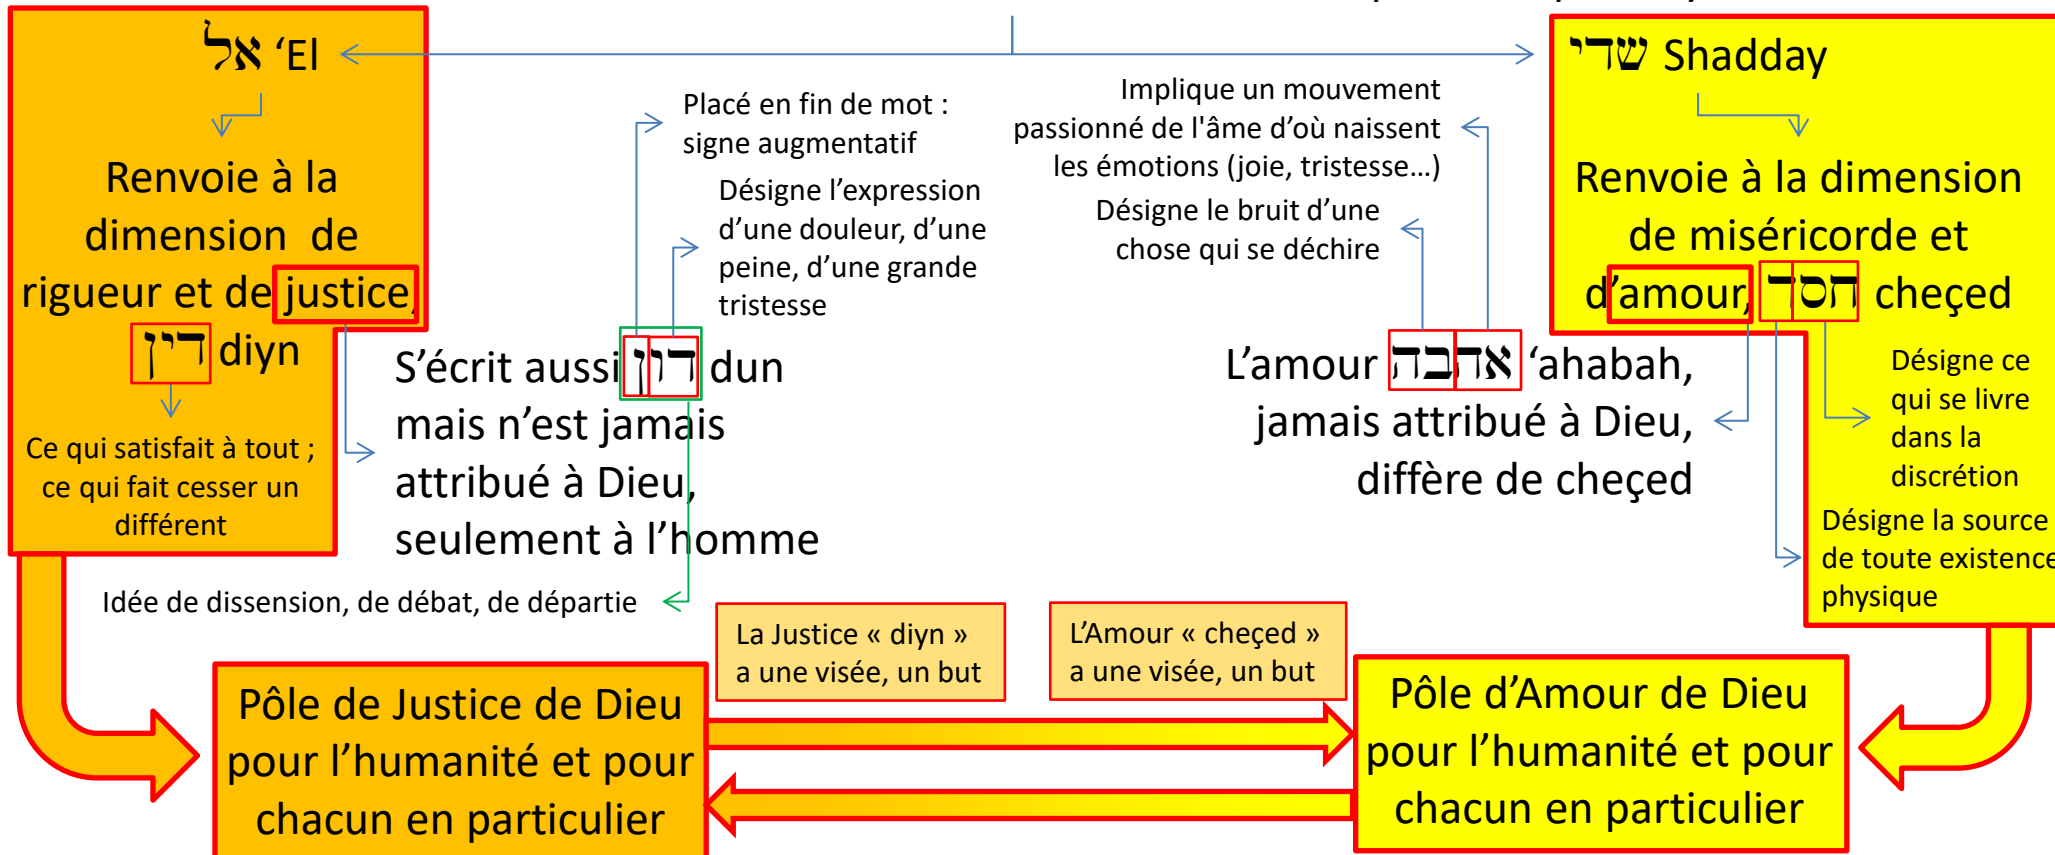 אל ‘El
Renvoie à la
dimension de
rigueur et de justice,
דין diyn
Ce qui satisfait à tout ;
ce qui fait cesser un
différent
Placé en fin de mot :
signe augmentatif
Désigne l’expression
d’une douleur, d’une
peine, d’une grande
tristesse
S’écrit aussi דון dun
mais n’est jamais
attribué à Dieu,
seulement à l’homme
Idée de dissension, de débat, de départie
Implique un mouvement
passionné de l'âme d’où naissent
les émotions (joie, tristesse…)
Désigne le bruit d’une
chose qui se déchire
L’amour אהבה ‘ahabah,
jamais attribué à Dieu,
diffère de cheçed
שדי Shadday
Renvoie à la dimension
de miséricorde et
d’amour, חסד cheçed
Désigne ce
qui se livre
dans la
discrétion
Désigne la source
de toute existence
physique
La Justice « diyn »
a une visée, un but
L’Amour « cheçed »
a une visée, un but
Pôle de Justice de Dieu
pour l’humanité et pour
chacun en particulier
Pôle d’Amour de Dieu
pour l’humanité et pour
chacun en particulier